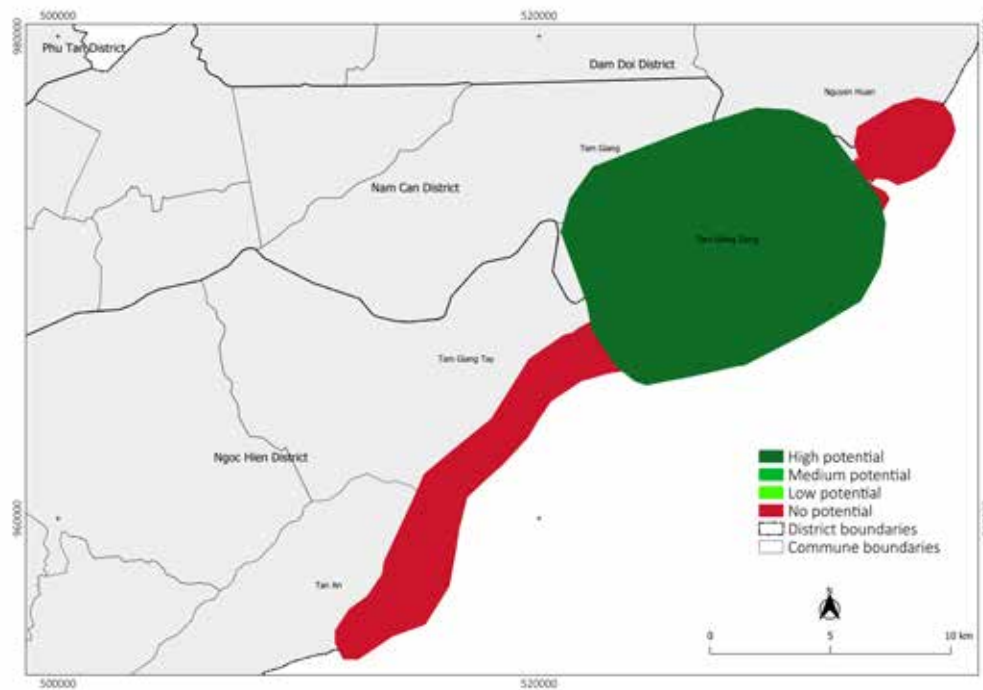 500000
520000
980000
Phu Tan District
Dam Doi District
Nguyen Huan
Tam Giang
Nam Can District
Tam Giang Dong
Tam Giang Tay
Ngoc Hien District
High potential
Medium potential
Low potential
No potential
District boundaries
Commune boundaries
960000
Tan An
N
0 5 10 km
500000
520000